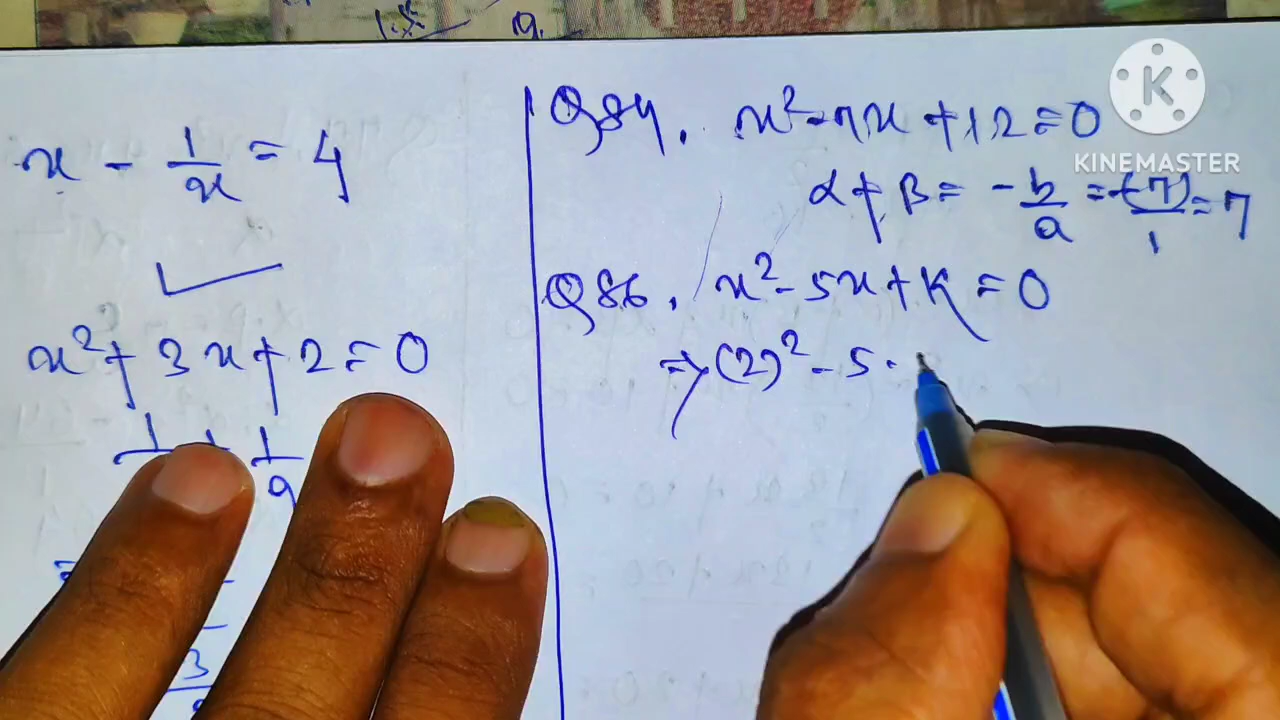 x - 1/x = 4
x² + 3x + 2 = 0
Q84. x² - 7x + 12 = 0
α + β = -b/a = -(-7)/1 = 7
Q86. x² - 5x + K = 0
⇒ (2)² - 5.
K
KINEMASTER